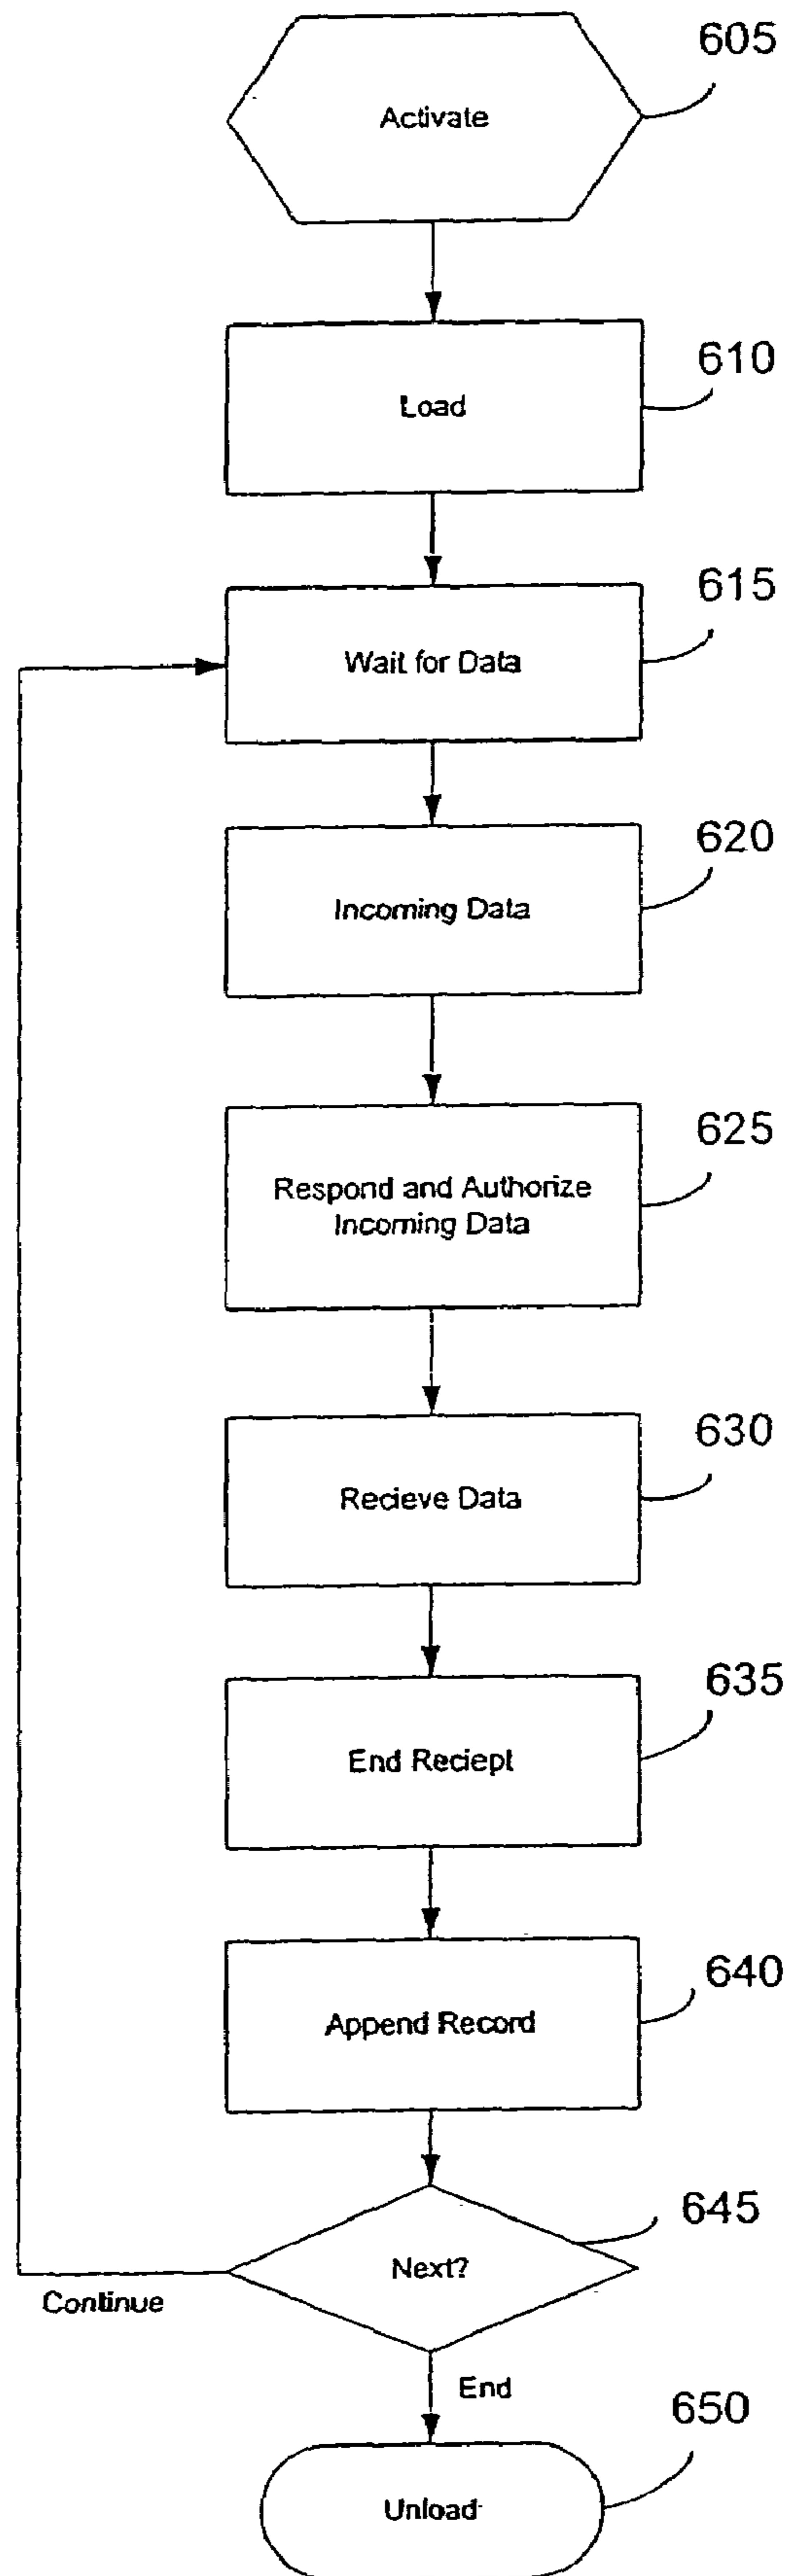 605
Activate
610
Load
615
Wait for Data
620
Incoming Data
625
Respond and Authorize
Incoming Data
630
Recieve Data
635
End Reciept
640
Append Record
645
Next?
Continue
End
650
Unload